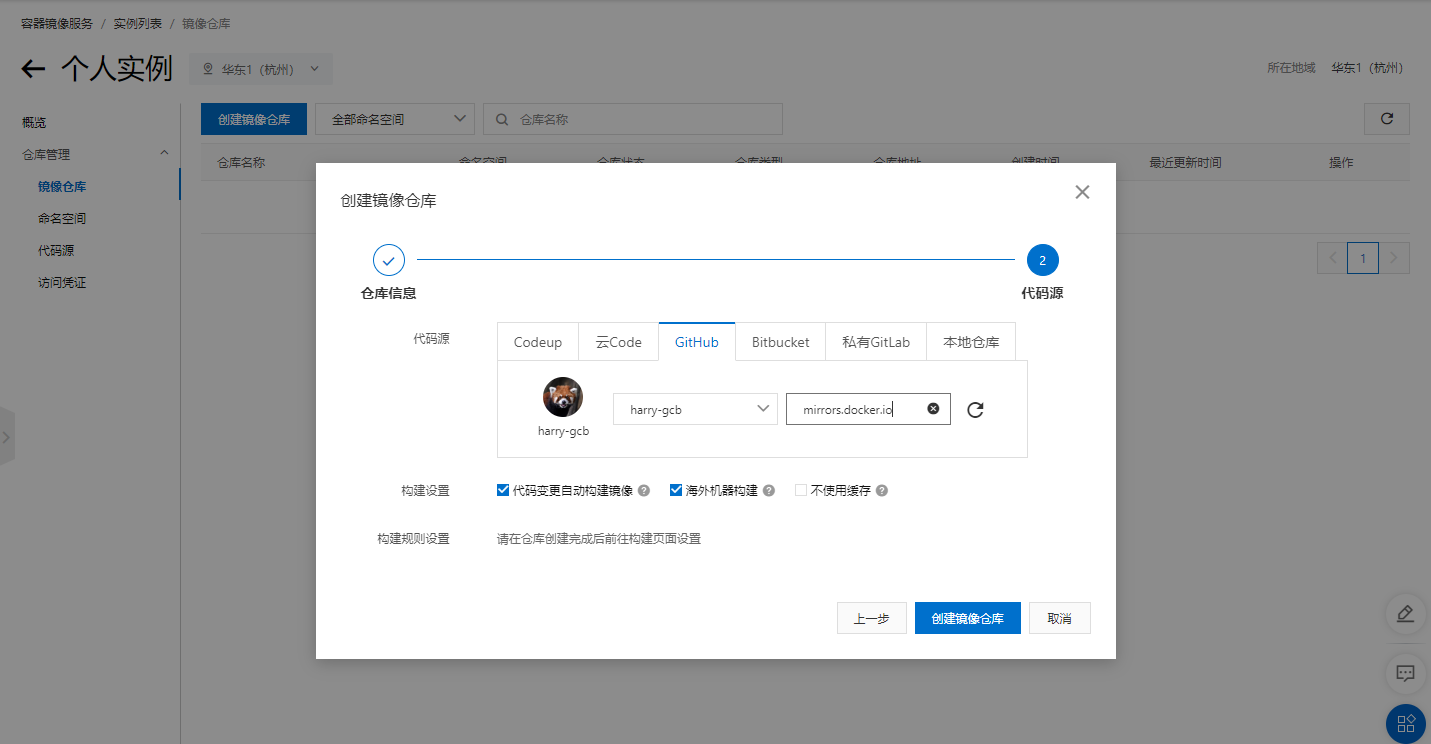 容器镜像服务 / 实例列表 / 镜像仓库
个人实例 华东1（杭州） 所在地域 华东1（杭州）
概览
仓库管理
镜像仓库
命名空间
代码源
访问凭证
创建镜像仓库 全部命名空间 仓库名称
仓库名称 命名空间 仓库状态 仓库类型 仓库地址 创建时间 最近更新时间 操作
1
创建镜像仓库
2
仓库信息 代码源
代码源 Codeup 云Code GitHub Bitbucket 私有GitLab 本地仓库
harry-gcb mirrors.docker.io
harry-gcb
构建设置 代码变更自动构建镜像 海外机器构建 不使用缓存
构建规则设置 请在仓库创建完成后前往构建页面设置
上一步 创建镜像仓库 取消